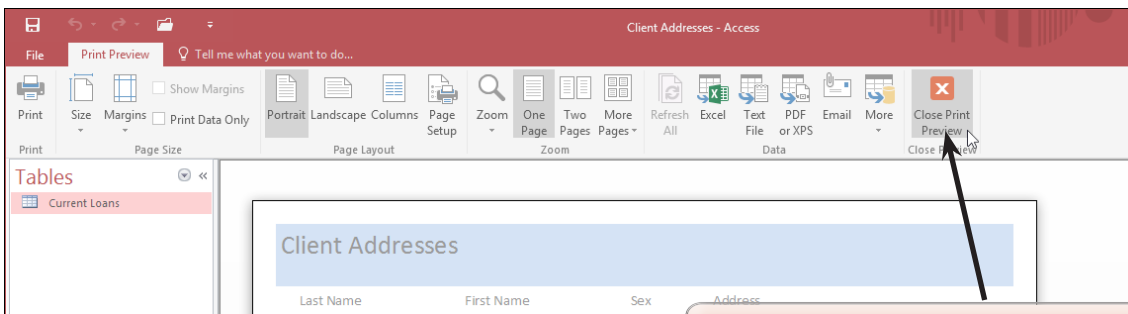 Client Addresses - Access
File Print Preview Tell me what you want to do...
Print
Size
Margins
Show Margins
Print Data Only
Portrait
Landscape
Columns
Page Setup
Zoom
One Page
Two Pages
More Pages
Refresh All
Excel
Text File
PDF or XPS
Email
More
Close Print Preview
Print Page Size Page Layout Zoom Data Close Preview
Tables
Current Loans
Client Addresses
Last Name First Name Sex Address